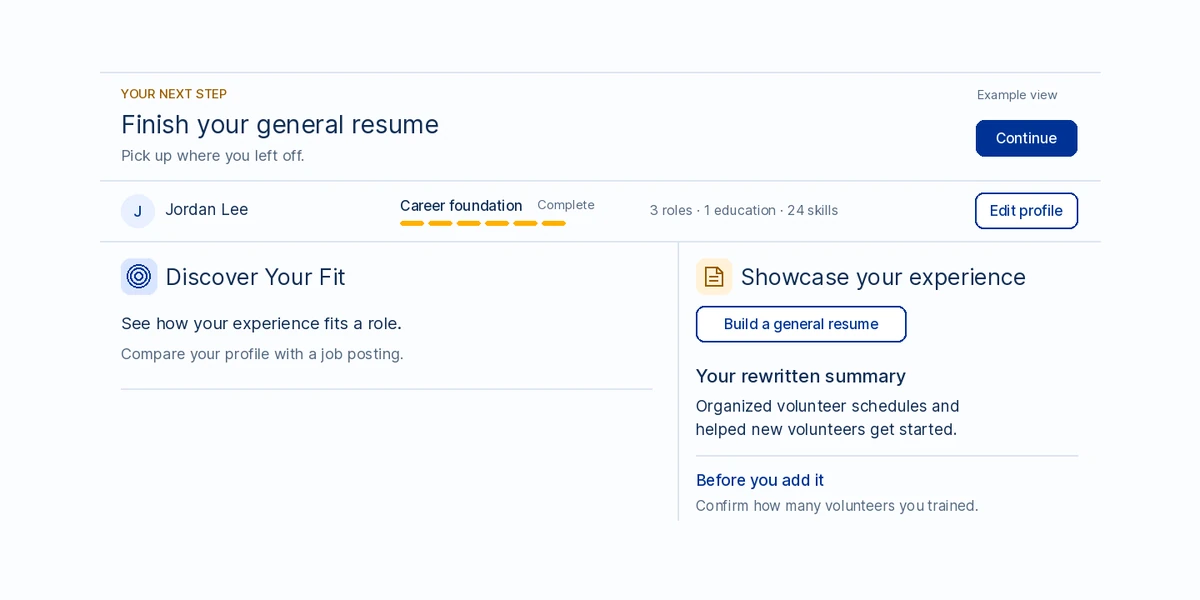 YOUR NEXT STEP
Example view
Finish your general resume
Continue
Pick up where you left off.
J
Jordan Lee
Career foundation
Complete
3 roles · 1 education · 24 skills
Edit profile
Discover Your Fit
See how your experience fits a role.
Compare your profile with a job posting.
Showcase your experience
Build a general resume
Your rewritten summary
Organized volunteer schedules and
helped new volunteers get started.
Before you add it
Confirm how many volunteers you trained.